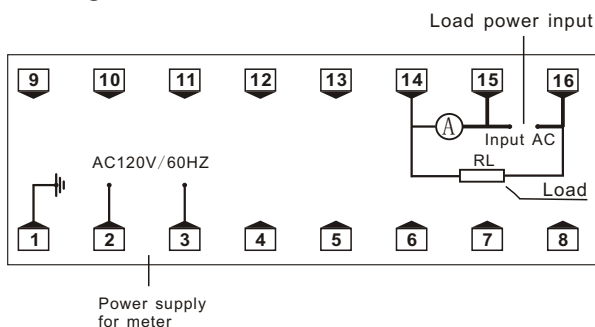 Load power input
9 10 11 12 13 14 15 16
A
Input AC
AC120V/60HZ
RL
Load
1 2 3 4 5 6 7 8
Power supply
for meter